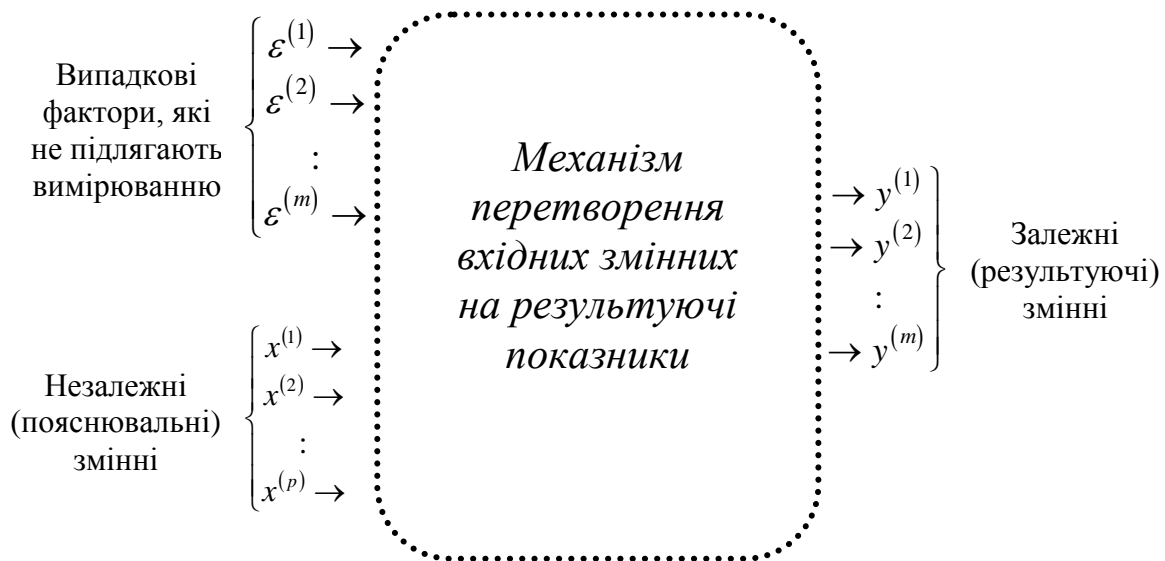 Випадкові
фактори, які
не підлягають
вимірюванню
ε^(1) →
ε^(2) →
⋮
ε^(m) →
Незалежні
(пояснювальні)
змінні
x^(1) →
x^(2) →
⋮
x^(p) →
Механізм
перетворення
вхідних змінних
на результуючі
показники
→ y^(1)
→ y^(2)
⋮
→ y^(m)
Залежні
(результуючі)
змінні